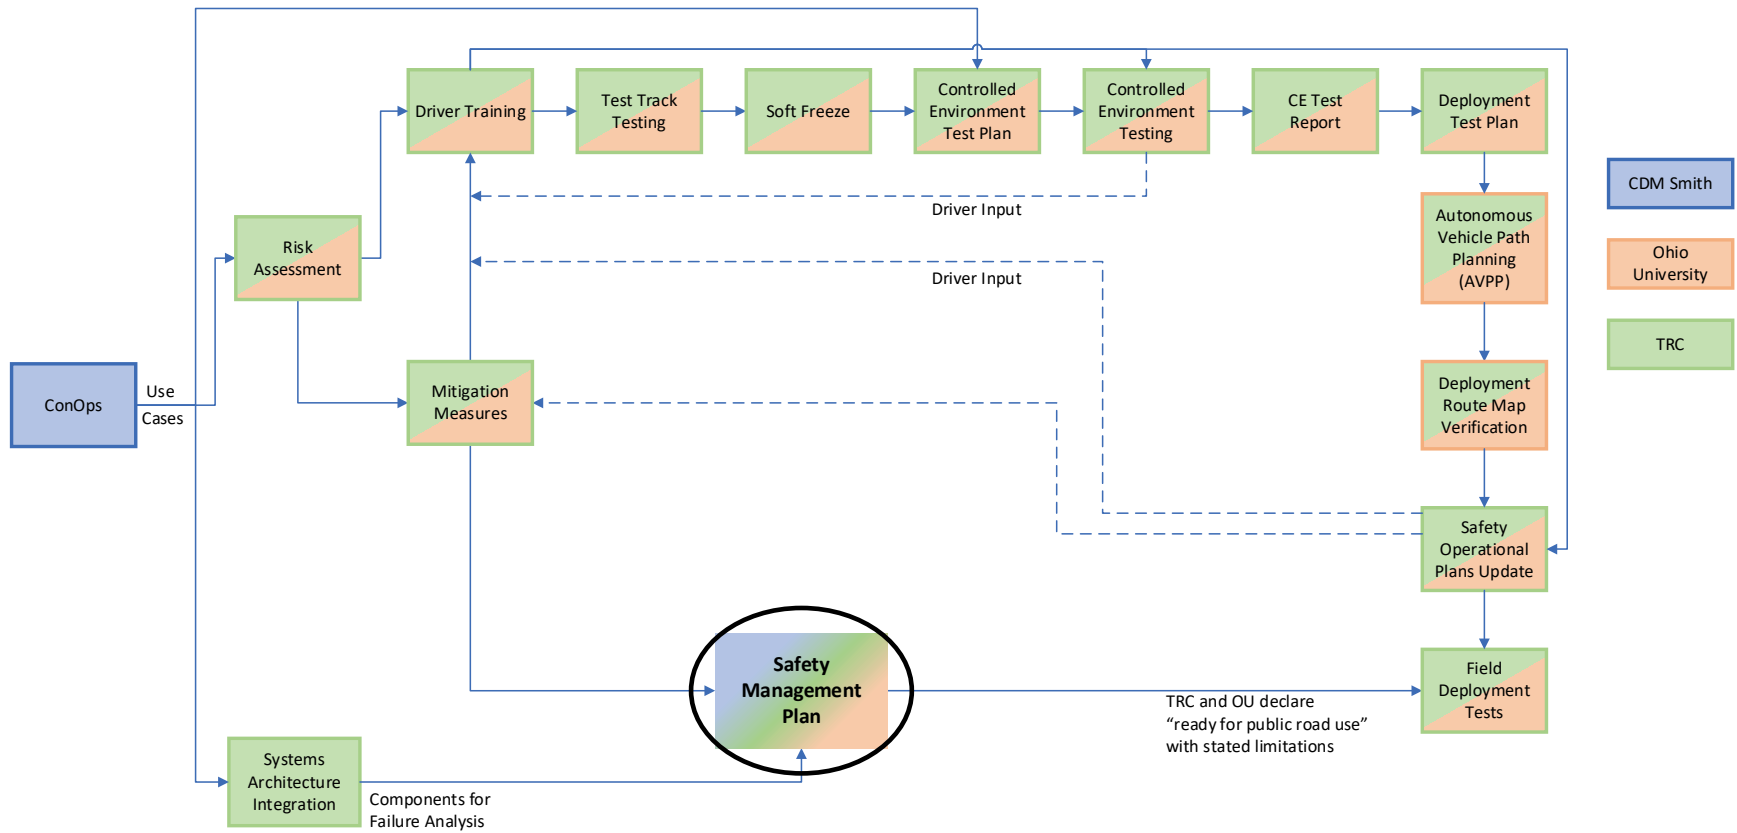 Driver Training
Test Track
Testing
Soft Freeze
Controlled
Environment
Test Plan
Controlled
Environment
Testing
CE Test
Report
Deployment
Test Plan
CDM Smith
Driver Input
Autonomous
Vehicle Path
Planning
(AVPP)
Ohio
University
Risk
Assessment
Driver Input
TRC
ConOps
Use
Cases
Mitigation
Measures
Deployment
Route Map
Verification
Safety
Operational
Plans Update
Safety
Management
Plan
TRC and OU declare
“ready for public road use”
with stated limitations
Field
Deployment
Tests
Systems
Architecture
Integration
Components for
Failure Analysis